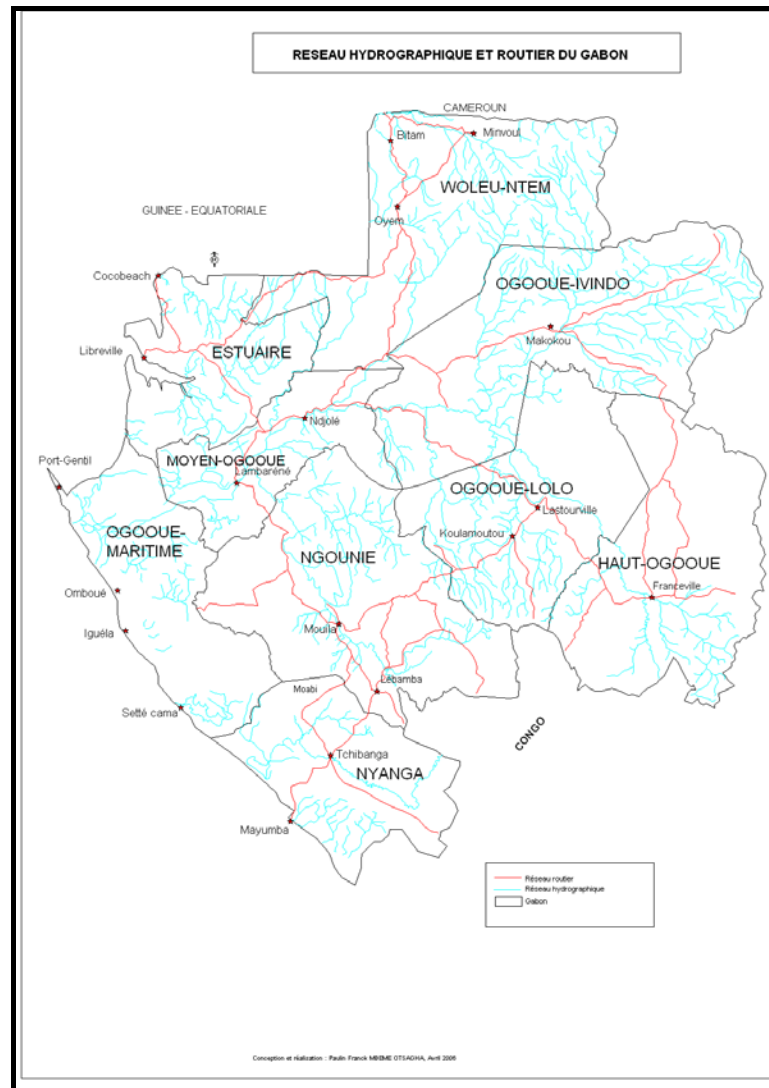 RESEAU HYDROGRAPHIQUE ET ROUTIER DU GABON
CAMEROUN
Bitam
Minvoul
WOLEU-NTEM
GUINEE - EQUATORIALE
Oyem
Cocobeach
OGOOUE-IVINDO
Makokou
Libreville
ESTUAIRE
Ndjolé
Port-Gentil
MOYEN-OGOOUE
Lambaréné
OGOOUE-LOLO
Lastourville
OGOOUE-
MARITIME
Koulamoutou
NGOUNIE
HAUT-OGOOUE
Franceville
Omboué
Iguéla
Mouila
Moabi
Lébamba
Setté cama
CONGO
Tchibanga
NYANGA
Mayumba
Réseau routier
Réseau hydrographique
Gabon
Conception et réalisation : Paulin Franck MBEME OTSAGHA, Avril 2006